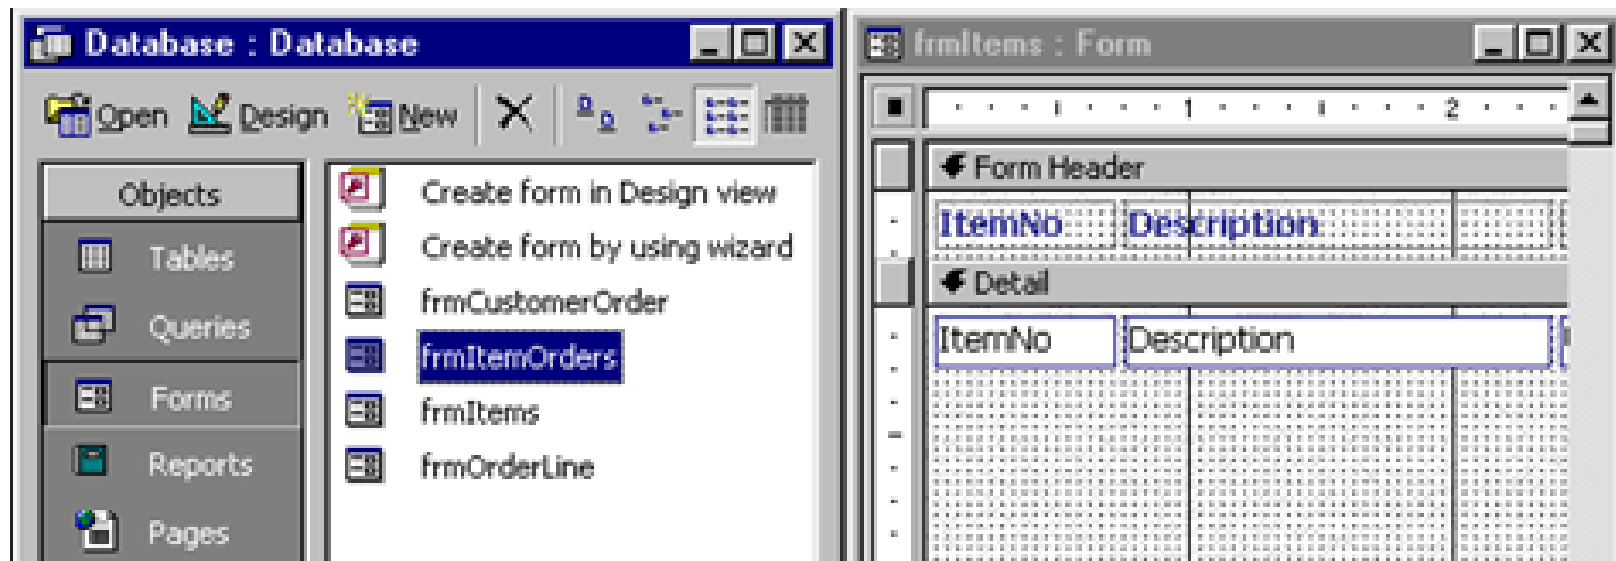 Database : Database
Open Design New
Objects
Tables
Queries
Forms
Reports
Pages
Create form in Design view
Create form by using wizard
frmCustomerOrder
frmItemOrders
frmItems
frmOrderLine
frmItems : Form
1 2
Form Header
ItemNo Description
Detail
ItemNo Description